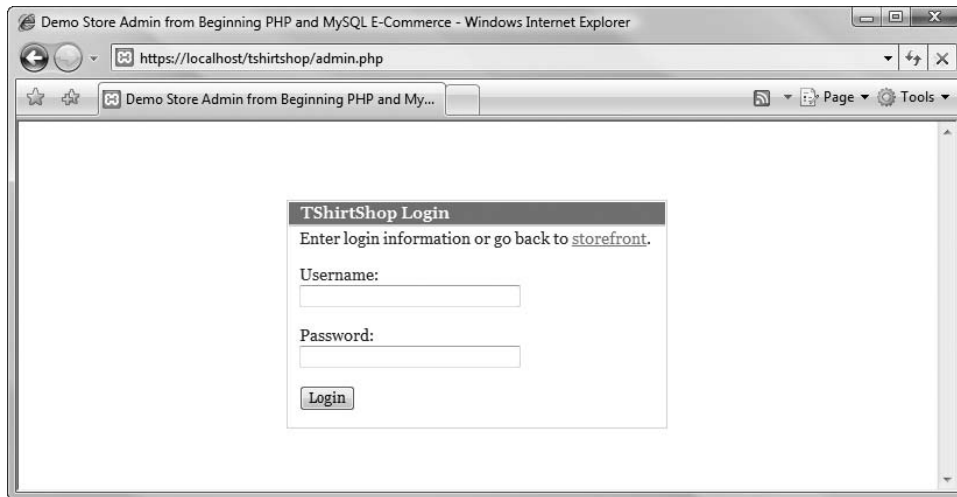 Demo Store Admin from Beginning PHP and MySQL E-Commerce - Windows Internet Explorer
https://localhost/tshirtshop/admin.php
Demo Store Admin from Beginning PHP and My...
Page
Tools
TShirtShop Login
Enter login information or go back to storefront.
Username:
Password:
Login